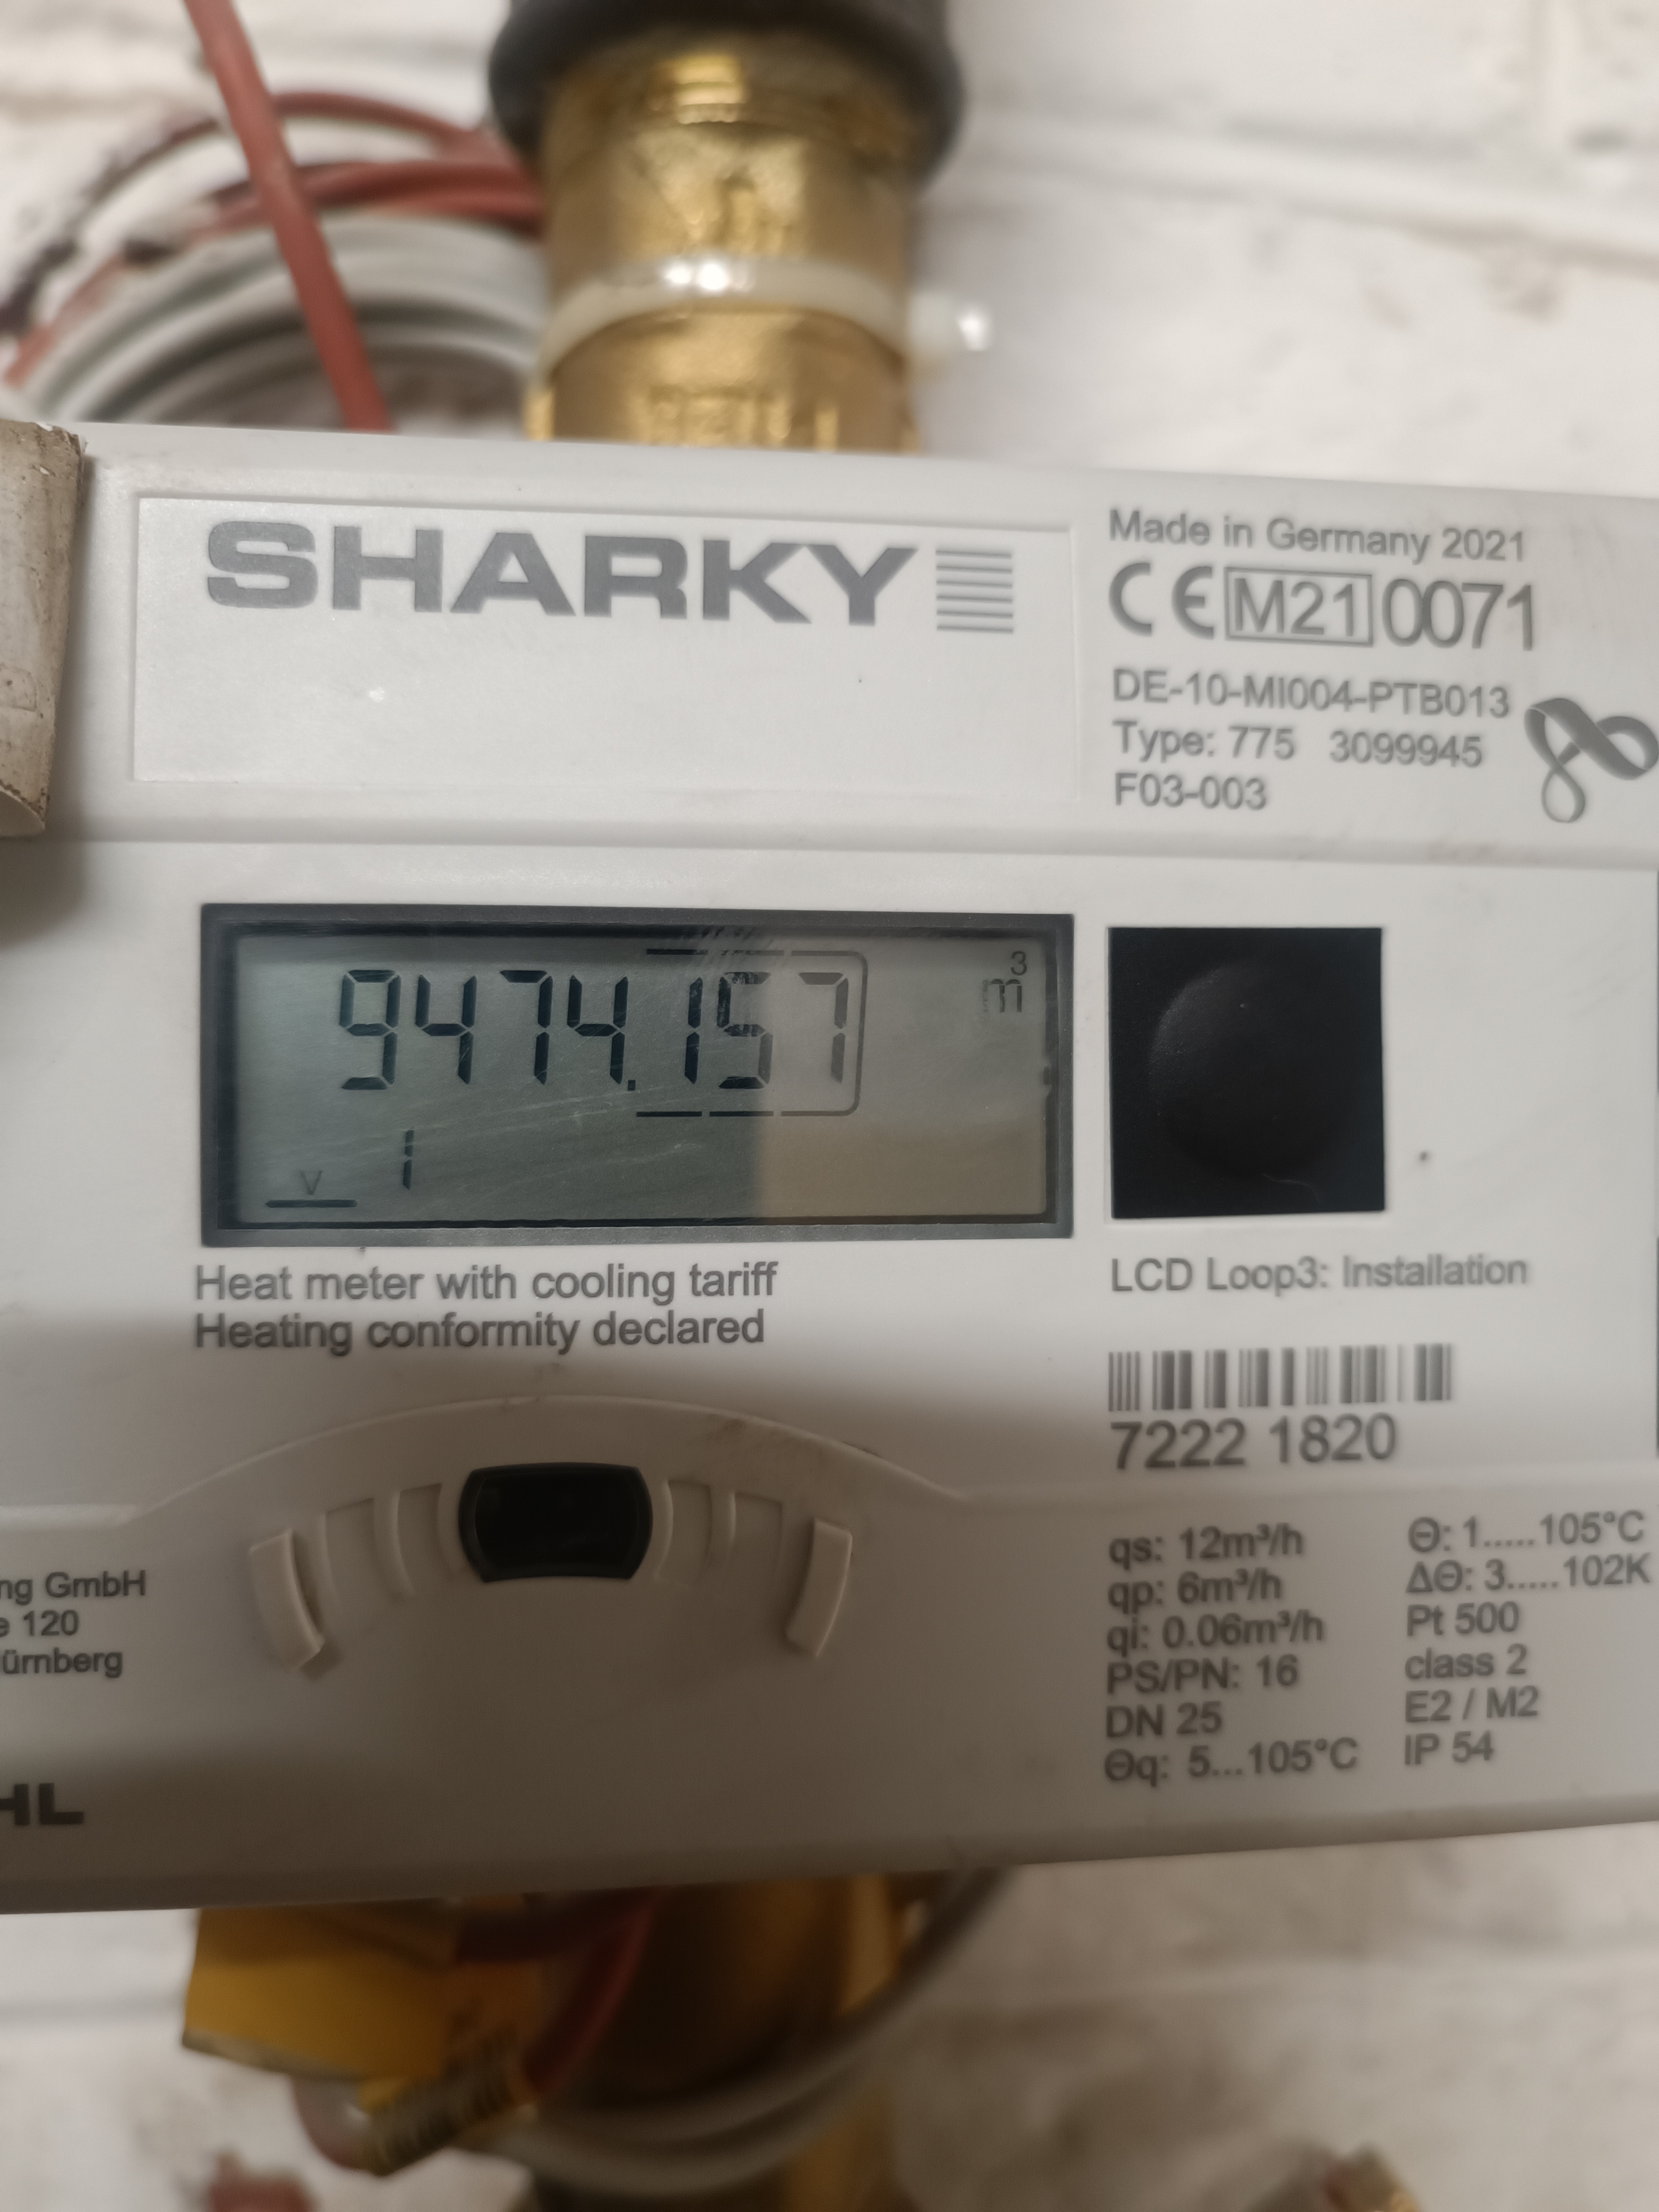 SHARKY
Made in Germany 2021
CE M21 0071
DE-10-MI004-PTB013
Type: 775 3099945
F03-003
9474.157 m³
V 1
Heat meter with cooling tariff
Heating conformity declared
LCD Loop3: Installation
7222 1820
ng GmbH
e 120
ürnberg
HL
qs: 12m³/h
qp: 6m³/h
qi: 0.06m³/h
PS/PN: 16
DN 25
Θq: 5...105°C
Θ: 1.....105°C
ΔΘ: 3.....102K
Pt 500
class 2
E2 / M2
IP 54